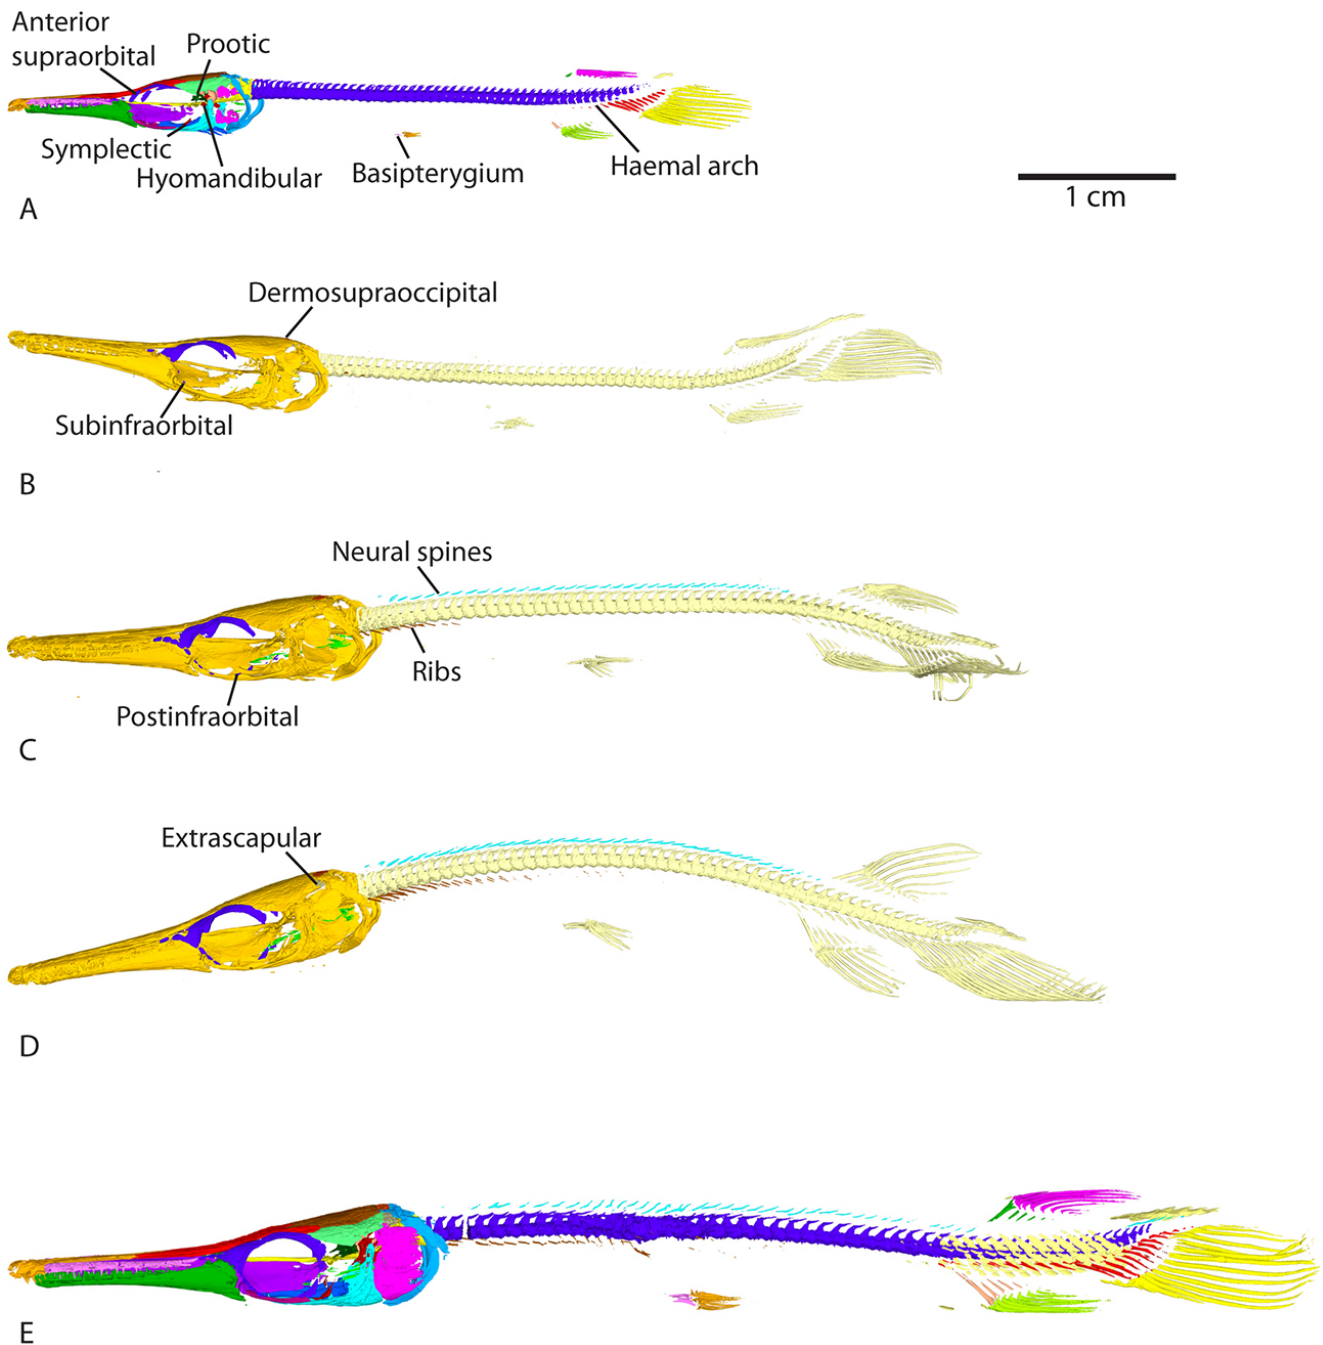 Anterior
supraorbital
Prootic
Symplectic
Hyomandibular
Basipterygium
Haemal arch
1 cm
A
Dermosupraoccipital
Subinfraorbital
B
Neural spines
Ribs
Postinfraorbital
C
Extrascapular
D
E